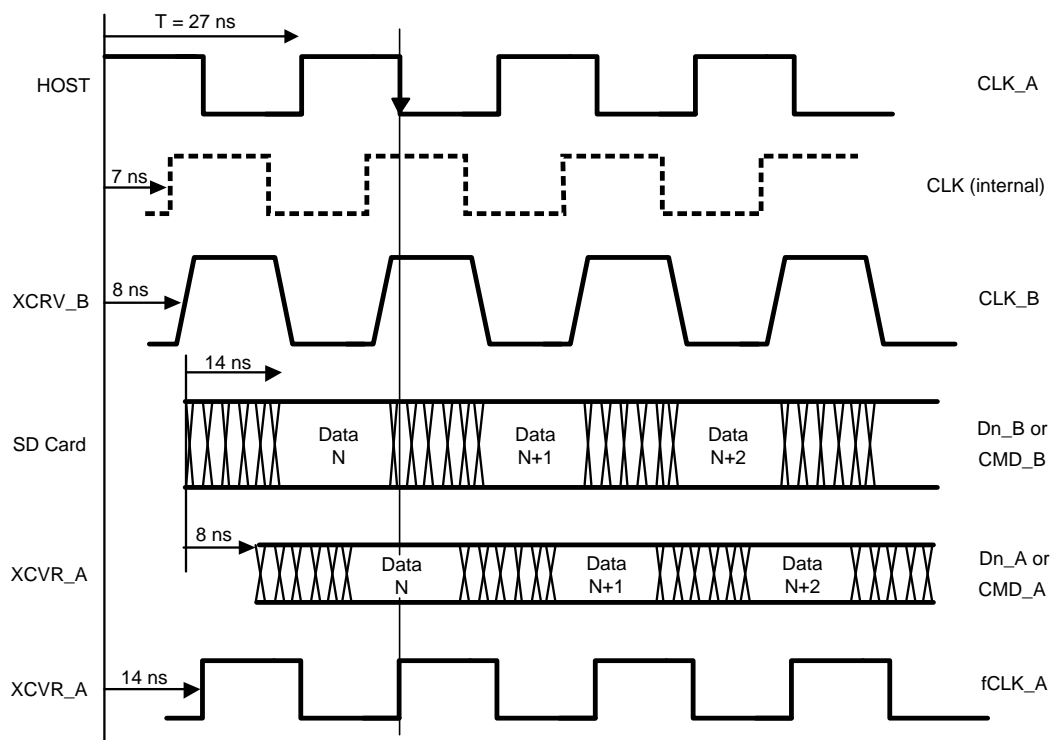 T = 27 ns
HOST
CLK_A
7 ns
CLK (internal)
8 ns
XCRV_B
CLK_B
14 ns
SD Card
Data
N
Data
N+1
Data
N+2
Dn_B or
CMD_B
8 ns
XCVR_A
Data
N
Data
N+1
Data
N+2
Dn_A or
CMD_A
14 ns
XCVR_A
fCLK_A